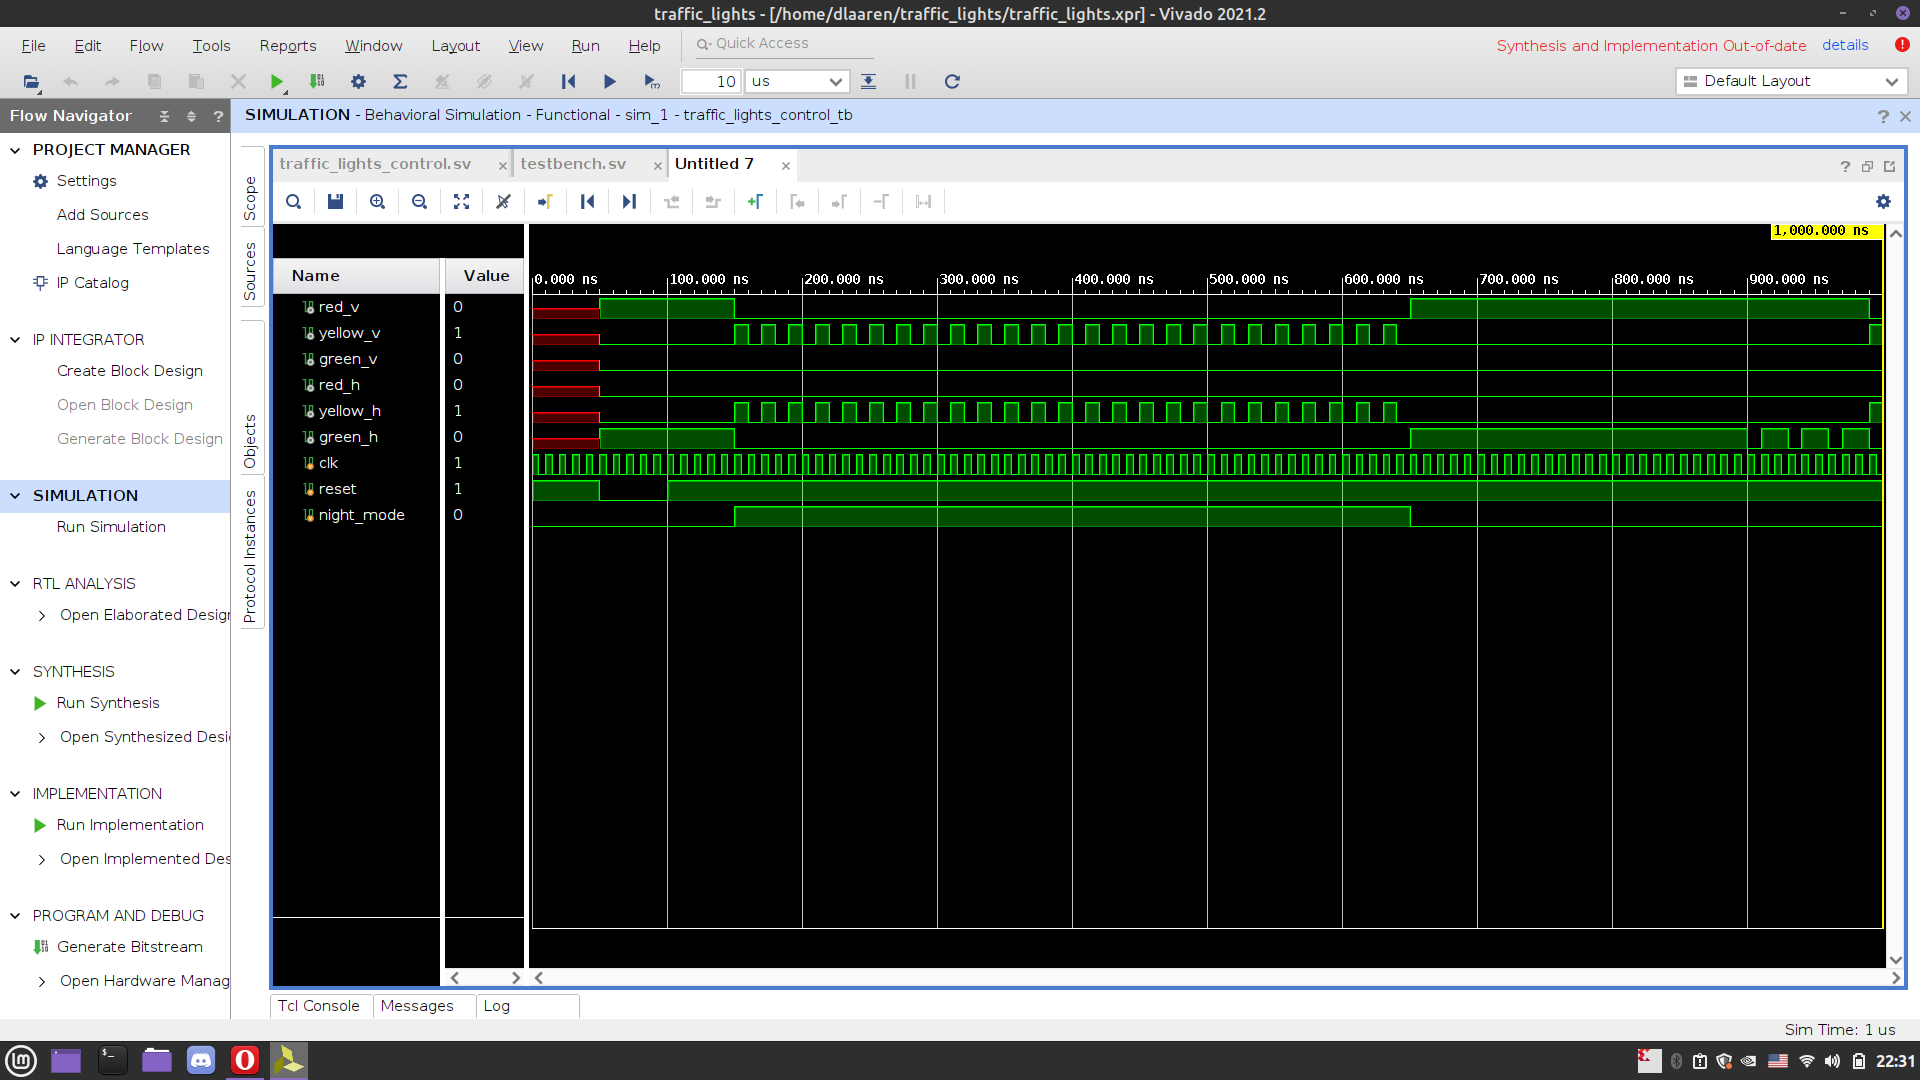 traffic_lights - [/home/dlaaren/traffic_lights/traffic_lights.xpr] - Vivado 2021.2
File Edit Flow Tools Reports Window Layout View Run Help Quick Access Synthesis and Implementation Out-of-date details
10 us Default Layout
Flow Navigator
SIMULATION - Behavioral Simulation - Functional - sim_1 - traffic_lights_control_tb
PROJECT MANAGER
Settings
Add Sources
Language Templates
IP Catalog
IP INTEGRATOR
Create Block Design
Open Block Design
Generate Block Design
SIMULATION
Run Simulation
RTL ANALYSIS
Open Elaborated Design
SYNTHESIS
Run Synthesis
Open Synthesized Desi
IMPLEMENTATION
Run Implementation
Open Implemented Des
PROGRAM AND DEBUG
Generate Bitstream
Open Hardware Manag
Scope
Sources
Objects
Protocol Instances
traffic_lights_control.sv testbench.sv Untitled 7
1,000.000 ns
Name Value
0.000 ns 100.000 ns 200.000 ns 300.000 ns 400.000 ns 500.000 ns 600.000 ns 700.000 ns 800.000 ns 900.000 ns
red_v 0
yellow_v 1
green_v 0
red_h 0
yellow_h 1
green_h 0
clk 1
reset 1
night_mode 0
Tcl Console Messages Log
Sim Time: 1 us
22:31